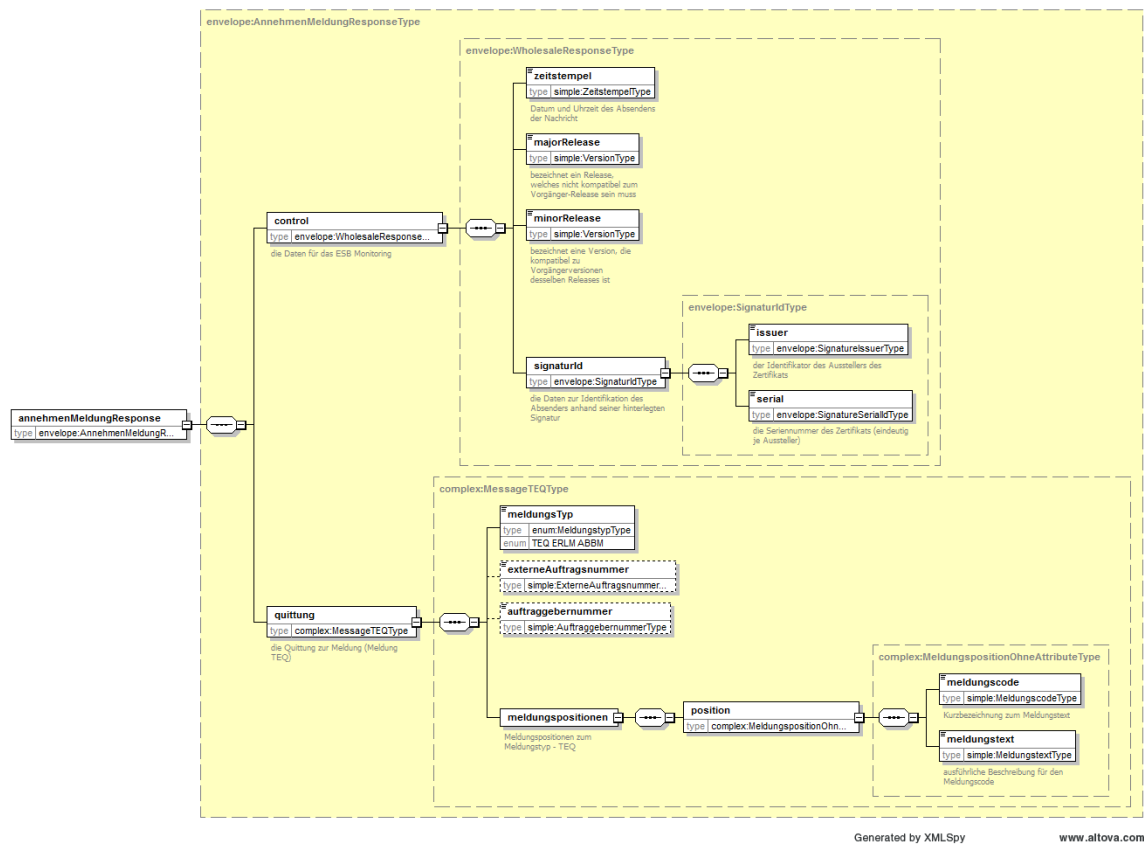 envelope:AnnehmenMeldungResponseType
envelope:WholesaleResponseType
zeitstempel
type simple:ZeitstempelType
Datum und Uhrzeit des Absendens
der Nachricht
majorRelease
type simple:VersionType
bezeichnet ein Release,
welches nicht kompatibel zum
Vorgänger-Release sein muss
control
type envelope:WholesaleResponse...
die Daten für das ESB Monitoring
minorRelease
type simple:VersionType
bezeichnet eine Version, die
kompatibel zu
Vorgängerversionen
desselben Releases ist
envelope:SignaturIdType
issuer
type envelope:SignatureIssuerType
der Identifikator des Ausstellers des
Zertifikats
signaturId
type envelope:SignaturIdType
die Daten zur Identifikation des
Absenders anhand seiner hinterlegten
Signatur
serial
type envelope:SignatureSerialIdType
die Seriennummer des Zertifikats (eindeutig
je Aussteller)
annehmenMeldungResponse
type envelope:AnnehmenMeldungR...
complex:MessageTEQType
meldungsTyp
type enum:MeldungstypType
enum TEQ ERLM ABBM
externeAuftragsnummer
type simple:ExterneAuftragsnummer...
auftraggebernummer
type simple:AuftraggebernummerType
quittung
type complex:MessageTEQType
die Quittung zur Meldung (Meldung
TEQ)
complex:MeldungspositionOhneAttributeType
meldungscode
type simple:MeldungscodeType
Kurzbezeichnung zum Meldungstext
meldungspositionen
Meldungspositionen zum
Meldungstyp - TEQ
position
type complex:MeldungspositionOhn...
meldungstext
type simple:MeldungstextType
ausführliche Beschreibung für den
Meldungscode
Generated by XMLSpy
www.altova.com